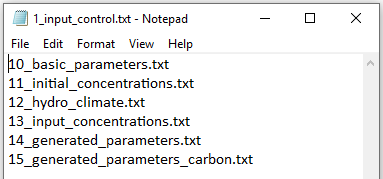 1_input_control.txt - Notepad
File Edit Format View Help
10_basic_parameters.txt
11_initial_concentrations.txt
12_hydro_climate.txt
13_input_concentrations.txt
14_generated_parameters.txt
15_generated_parameters_carbon.txt